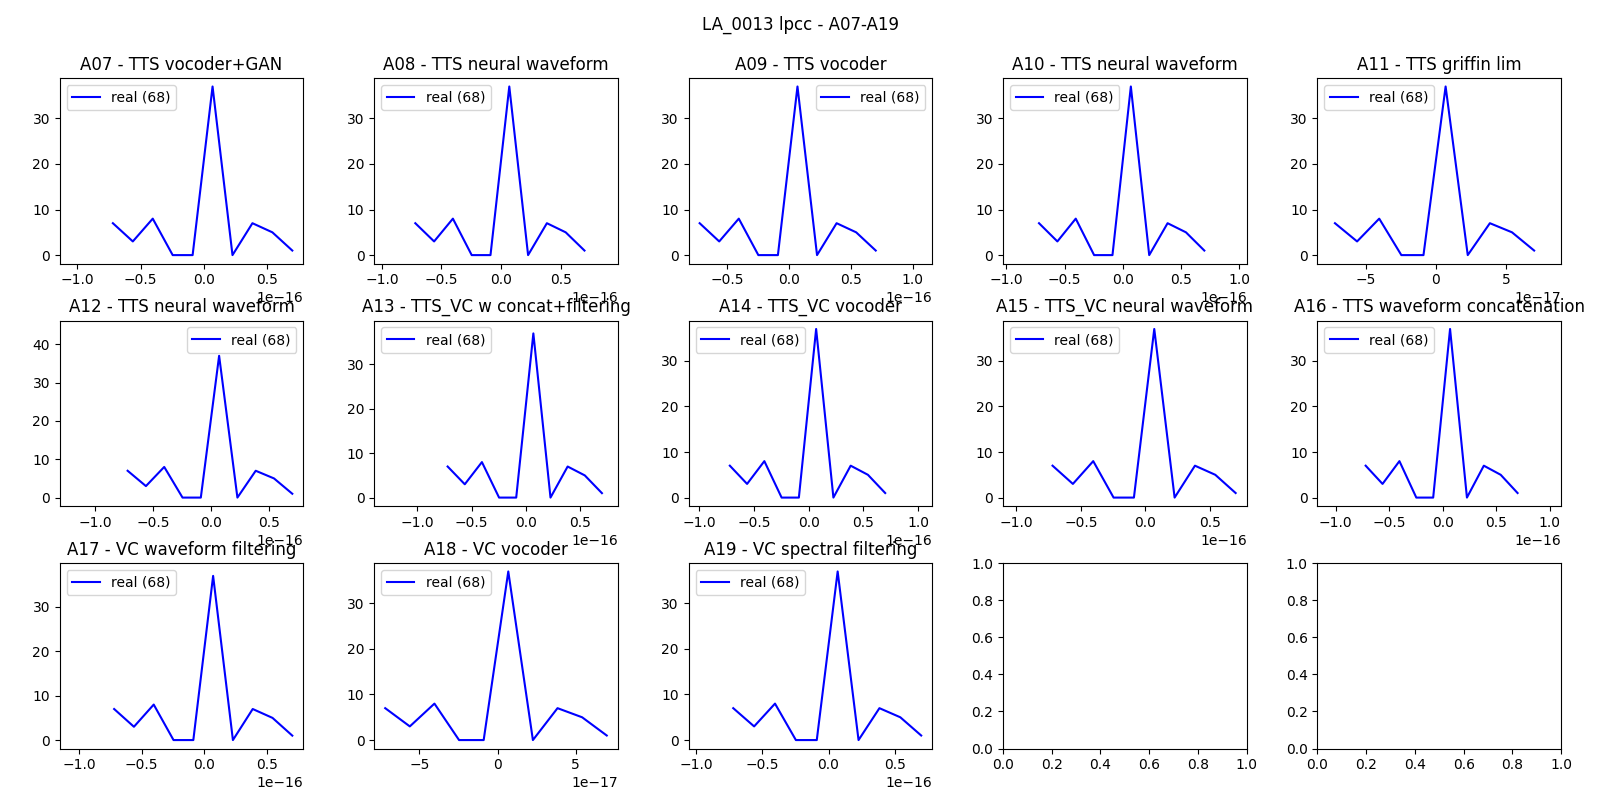 LA_0013 lpcc - A07-A19
A07 - TTS vocoder+GAN
real (68)
30
20
10
0
−1.0 −0.5 0.0 0.5
1e−16
A08 - TTS neural waveform
real (68)
30
20
10
0
−1.0 −0.5 0.0 0.5
1e−16
A09 - TTS vocoder
real (68)
30
20
10
0
−0.5 0.0 0.5 1.0
1e−16
A10 - TTS neural waveform
real (68)
30
20
10
0
−1.0 −0.5 0.0 0.5 1.0
1e−16
A11 - TTS griffin lim
real (68)
30
20
10
0
−5 0 5
1e−17
A12 - TTS neural waveform
real (68)
40
30
20
10
0
−1.0 −0.5 0.0 0.5
1e−16
A13 - TTS_VC w concat+filtering
real (68)
30
20
10
0
−1.5 −1.0 −0.5 0.0 0.5
1e−16
A14 - TTS_VC vocoder
real (68)
30
20
10
0
−1.0 −0.5 0.0 0.5 1.0
1e−16
A15 - TTS_VC neural waveform
real (68)
30
20
10
0
−1.0 −0.5 0.0 0.5
1e−16
A16 - TTS waveform concatenation
real (68)
30
20
10
0
−1.0 −0.5 0.0 0.5 1.0
1e−16
A17 - VC waveform filtering
real (68)
30
20
10
0
−1.0 −0.5 0.0 0.5
1e−16
A18 - VC vocoder
real (68)
30
20
10
0
−5 0 5
1e−17
A19 - VC spectral filtering
real (68)
30
20
10
0
−1.0 −0.5 0.0 0.5
1e−16
1.0
0.8
0.6
0.4
0.2
0.0
0.0 0.2 0.4 0.6 0.8 1.0
1.0
0.8
0.6
0.4
0.2
0.0
0.0 0.2 0.4 0.6 0.8 1.0